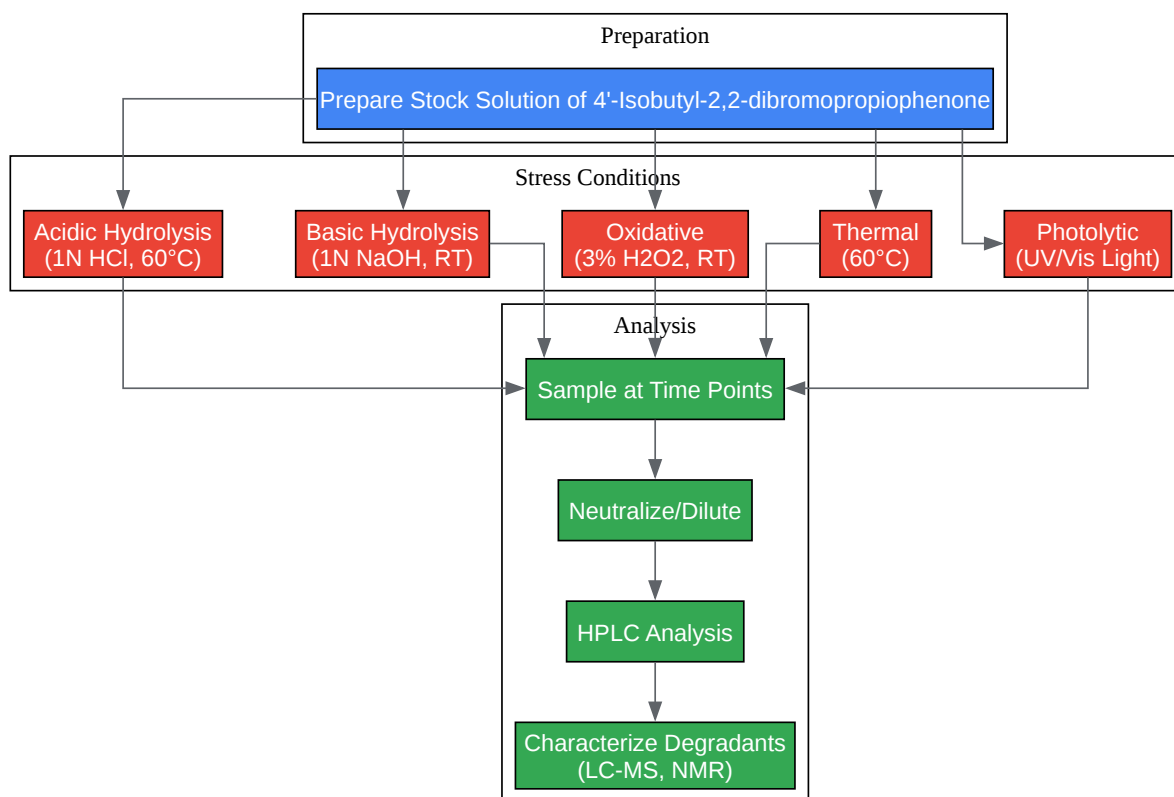 Preparation
Prepare Stock Solution of 4'-Isobutyl-2,2-dibromopropiophenone
Stress Conditions
Acidic Hydrolysis
(1N HCl, 60°C)
Basic Hydrolysis
(1N NaOH, RT)
Oxidative
(3% H2O2, RT)
Thermal
(60°C)
Photolytic
(UV/Vis Light)
Analysis
Sample at Time Points
Neutralize/Dilute
HPLC Analysis
Characterize Degradants
(LC-MS, NMR)